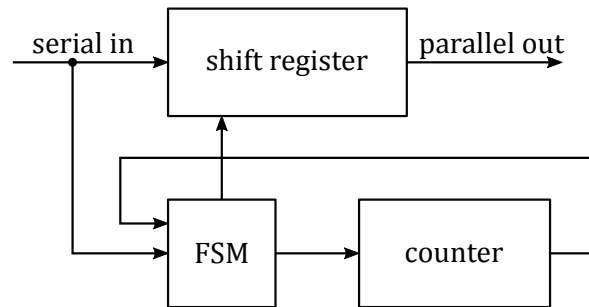 serial in
shift register
parallel out
FSM
counter